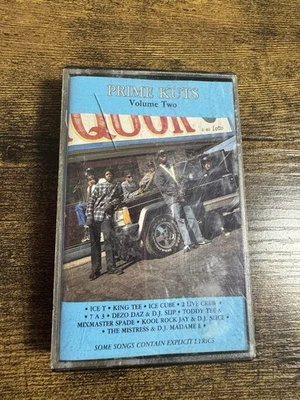 PRIME KUTS
Volume Two
QUOR
• ICE T • KING TEE • ICE CUBE • 2 LIVE CREW •
• 7 A 3 • DEZO DAZ & D.J. SLIP • TODDY TEE &
MIXMASTER SPADE • KOOL ROCK JAY & D.J. SLICE •
• THE MISTRESS & D.J. MADAME E •
SOME SONGS CONTAIN EXPLICIT LYRICS